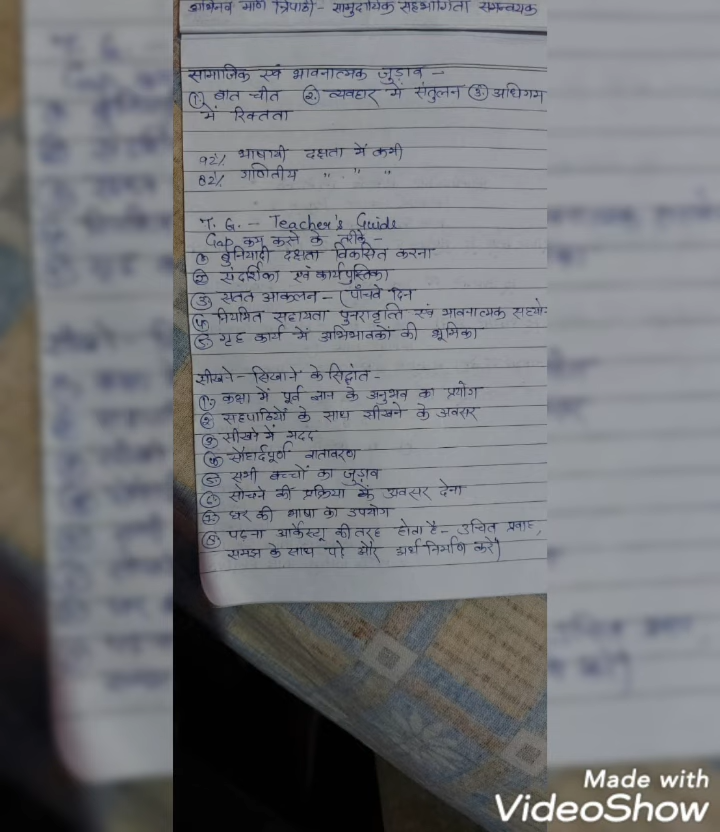 अभिनव मणि त्रिपाठी - सामुदायिक सहभागिता समन्वयक
सामाजिक एवं भावनात्मक जुड़ाव -
① बात चीत ② व्यवहार में संतुलन ③ अधिगम
में रिक्तता
92% भाषायी दक्षता में कमी
82% गणितीय " " "
T. G. - Teacher's Guide
Gap कम करने के तरीके -
① बुनियादी दक्षता विकसित करना
② संदर्शिका एवं कार्यपुस्तिका
③ सतत आकलन - (पाँचवे दिन
④ नियमित सहायता पुनरावृत्ति एवं भावनात्मक सहयो
⑤ गृह कार्य में अभिभावकों की भूमिका
सीखने - सिखाने के सिद्धांत -
① कक्षा में पूर्व ज्ञान के अनुभव का प्रयोग
② सहपाठियों के साथ सीखने के अवसर
③ सीखने में मदद
④ सौहार्दपूर्ण वातावरण
⑤ सभी बच्चों का जुड़ाव
⑥ सोचने की प्रक्रिया के अवसर देना
⑦ घर की भाषा का उपयोग
⑧ पढ़ना आर्केस्ट्रा की तरह होता है - उचित प्रवाह,
समझ के साथ पढ़े और अर्थ निर्माण करें।
Made with
VideoShow